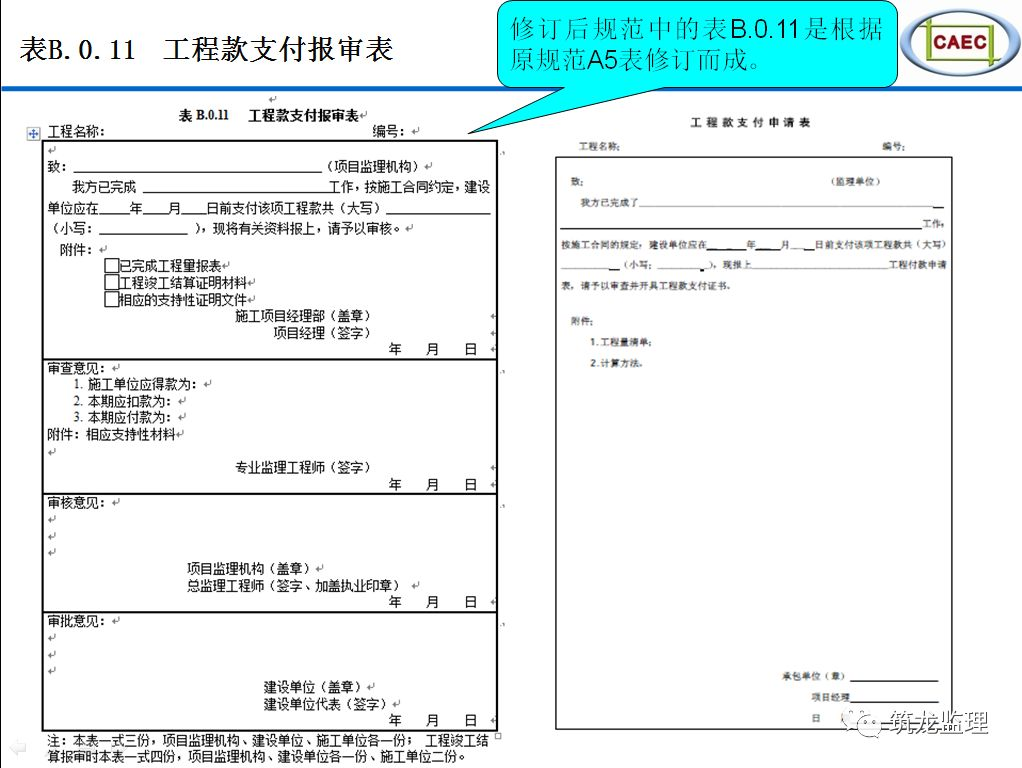 表B.0.11 工程款支付报审表
修订后规范中的表B.0.11是根据
原规范A5表修订而成。
CAEC
表 B.0.11 工程款支付报审表
工程名称: 编号:
致: （项目监理机构）
我方已完成 工作，按施工合同约定，建设
单位应在 年 月 日前支付该项工程款共（大写）
（小写: ），现将有关资料报上，请予以审核。
附件:
□已完成工程量报表
□工程竣工结算证明材料
□相应的支持性证明文件
施工项目经理部（盖章）
项目经理（签字）
年 月 日
审查意见:
1. 施工单位应得款为:
2. 本期应扣款为:
3. 本期应付款为:
附件: 相应支持性材料
专业监理工程师（签字）
年 月 日
审核意见:
项目监理机构（盖章）
总监理工程师（签字、加盖执业印章）
年 月 日
审批意见:
建设单位（盖章）
建设单位代表（签字）
年 月 日
注: 本表一式三份，项目监理机构、建设单位、施工单位各一份； 工程竣工结
算报审时本表一式四份，项目监理机构、建设单位各一份、施工单位二份。
工程款支付申请表
工程名称: 编号:
致: （监理单位）
我方已完成了
工作，
按施工合同的规定，建设单位应在 年 月 日前支付该项工程款共（大写）
（小写: ），现报上 工程付款申请
表，请予以审查并开具工程款支付证书。
附件:
1.工程量清单;
2.计算方法。
承包单位（章）
项目经理
日
筑龙监理